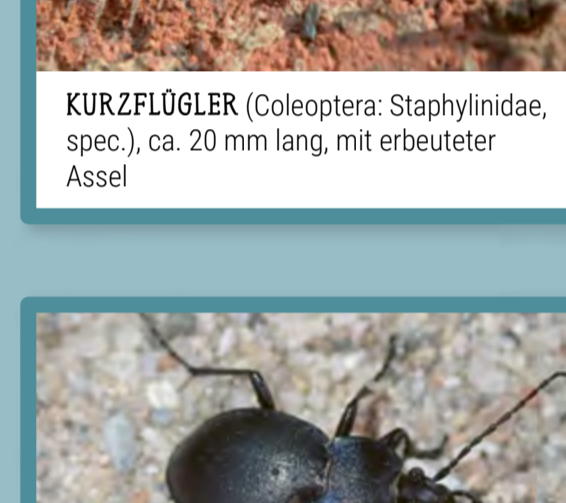 KURZFLÜGLER (Coleoptera: Staphylinidae,
spec.), ca. 20 mm lang, mit erbeuteter
Assel